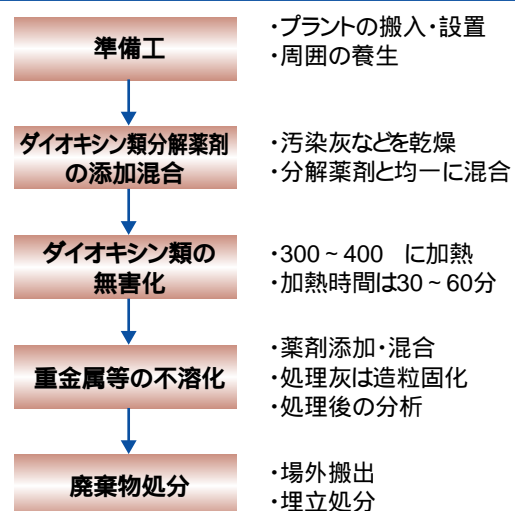 準備工
・プラントの搬入・設置
・周囲の養生
ダイオキシン類分解薬剤
の添加混合
・汚染灰などを乾燥
・分解薬剤と均一に混合
ダイオキシン類の
無害化
・300~400 に加熱
・加熱時間は30~60分
重金属等の不溶化
・薬剤添加・混合
・処理灰は造粒固化
・処理後の分析
廃棄物処分
・場外搬出
・埋立処分